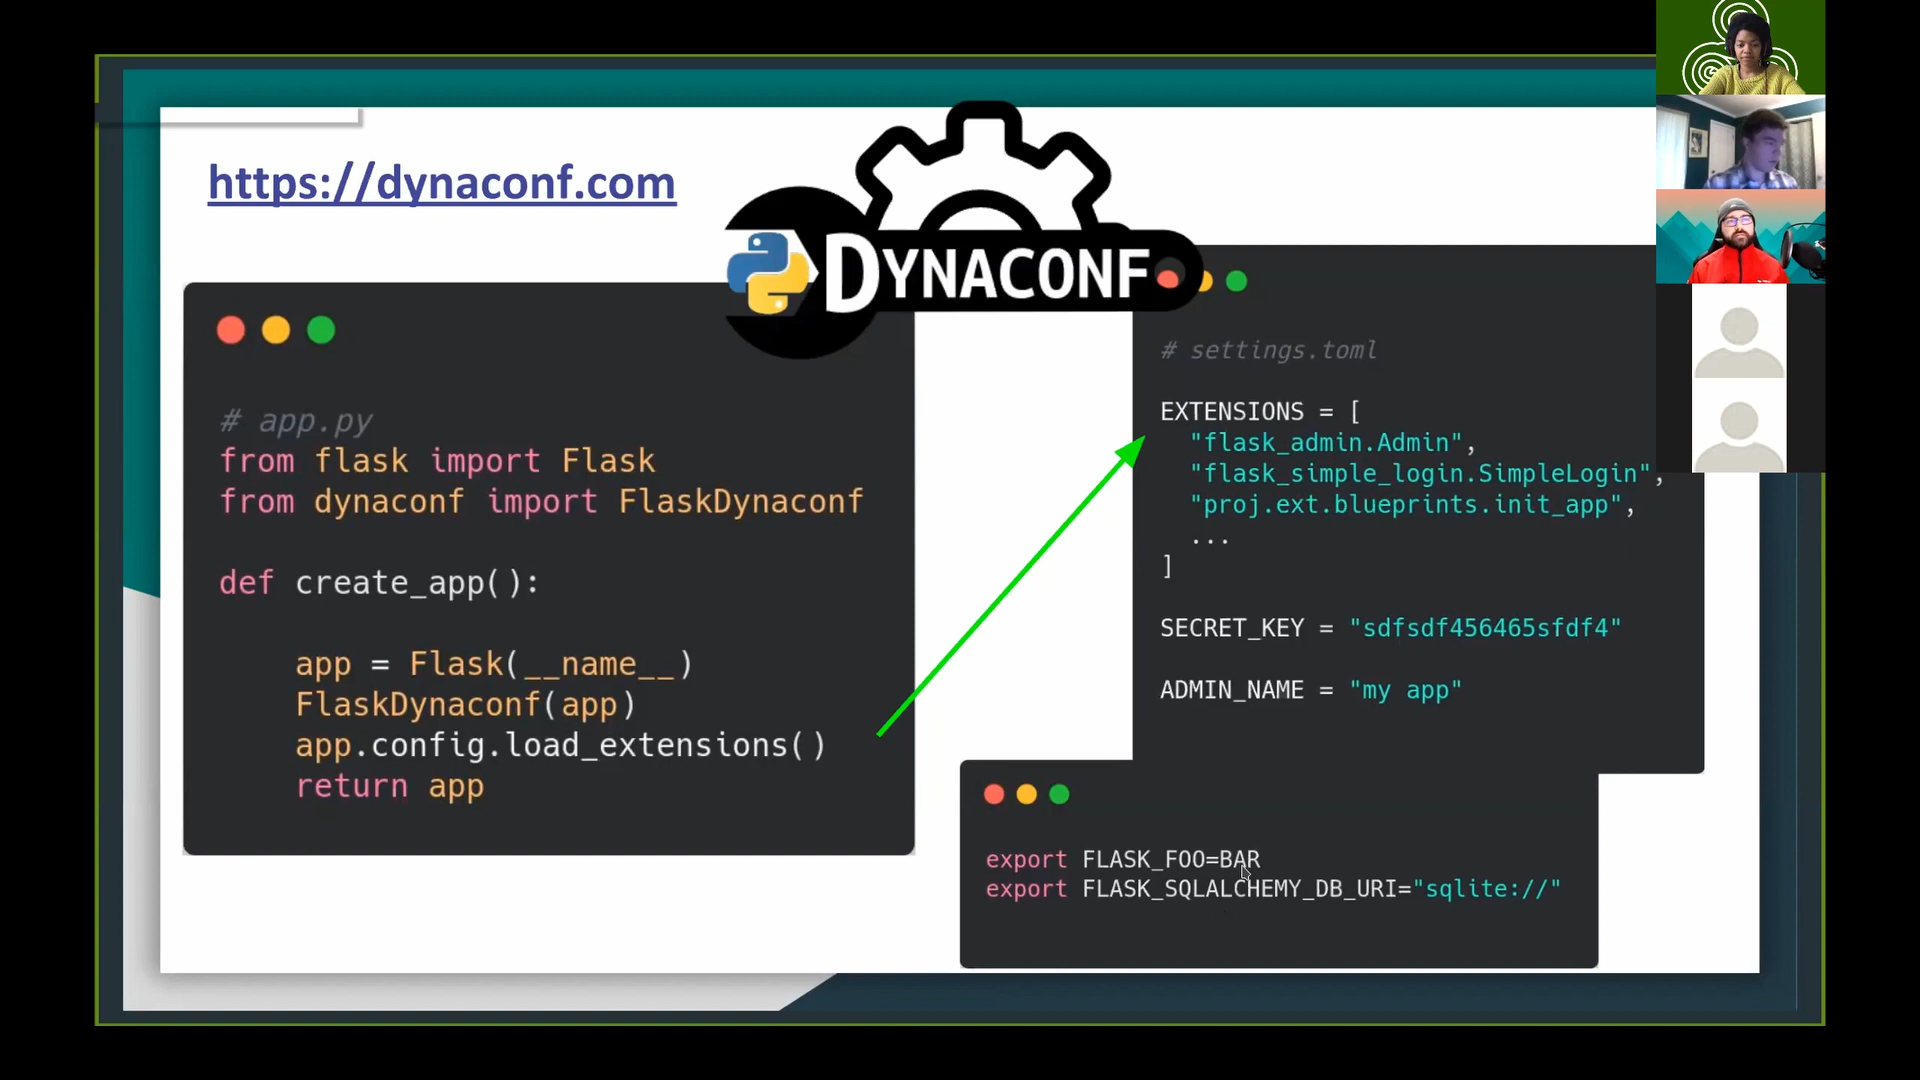 https://dynaconf.com
DYNACONF
# app.py
from flask import Flask
from dynaconf import FlaskDynaconf
def create_app():
app = Flask(__name__)
FlaskDynaconf(app)
app.config.load_extensions()
return app
# settings.toml
EXTENSIONS = [
"flask_admin.Admin",
"flask_simple_login.SimpleLogin",
"proj.ext.blueprints.init_app",
...
]
SECRET_KEY = "sdfsdf456465sfdf4"
ADMIN_NAME = "my app"
export FLASK_FOO=BAR
export FLASK_SQLALCHEMY_DB_URI="sqlite://"